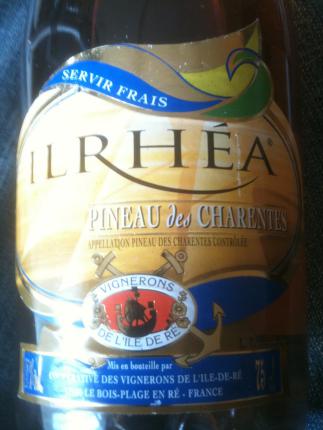 SERVIR FRAIS
ILRHÉA®
PINEAU des CHARENTES
APPELLATION PINEAU DES CHARENTES CONTRÔLÉE
VIGNERONS
DE L'ILE DE RÉ
Mis en bouteille par
DES VIGNERONS DE L'ILE-DE-RÉ
LE BOIS-PLAGE EN RÉ - FRANCE